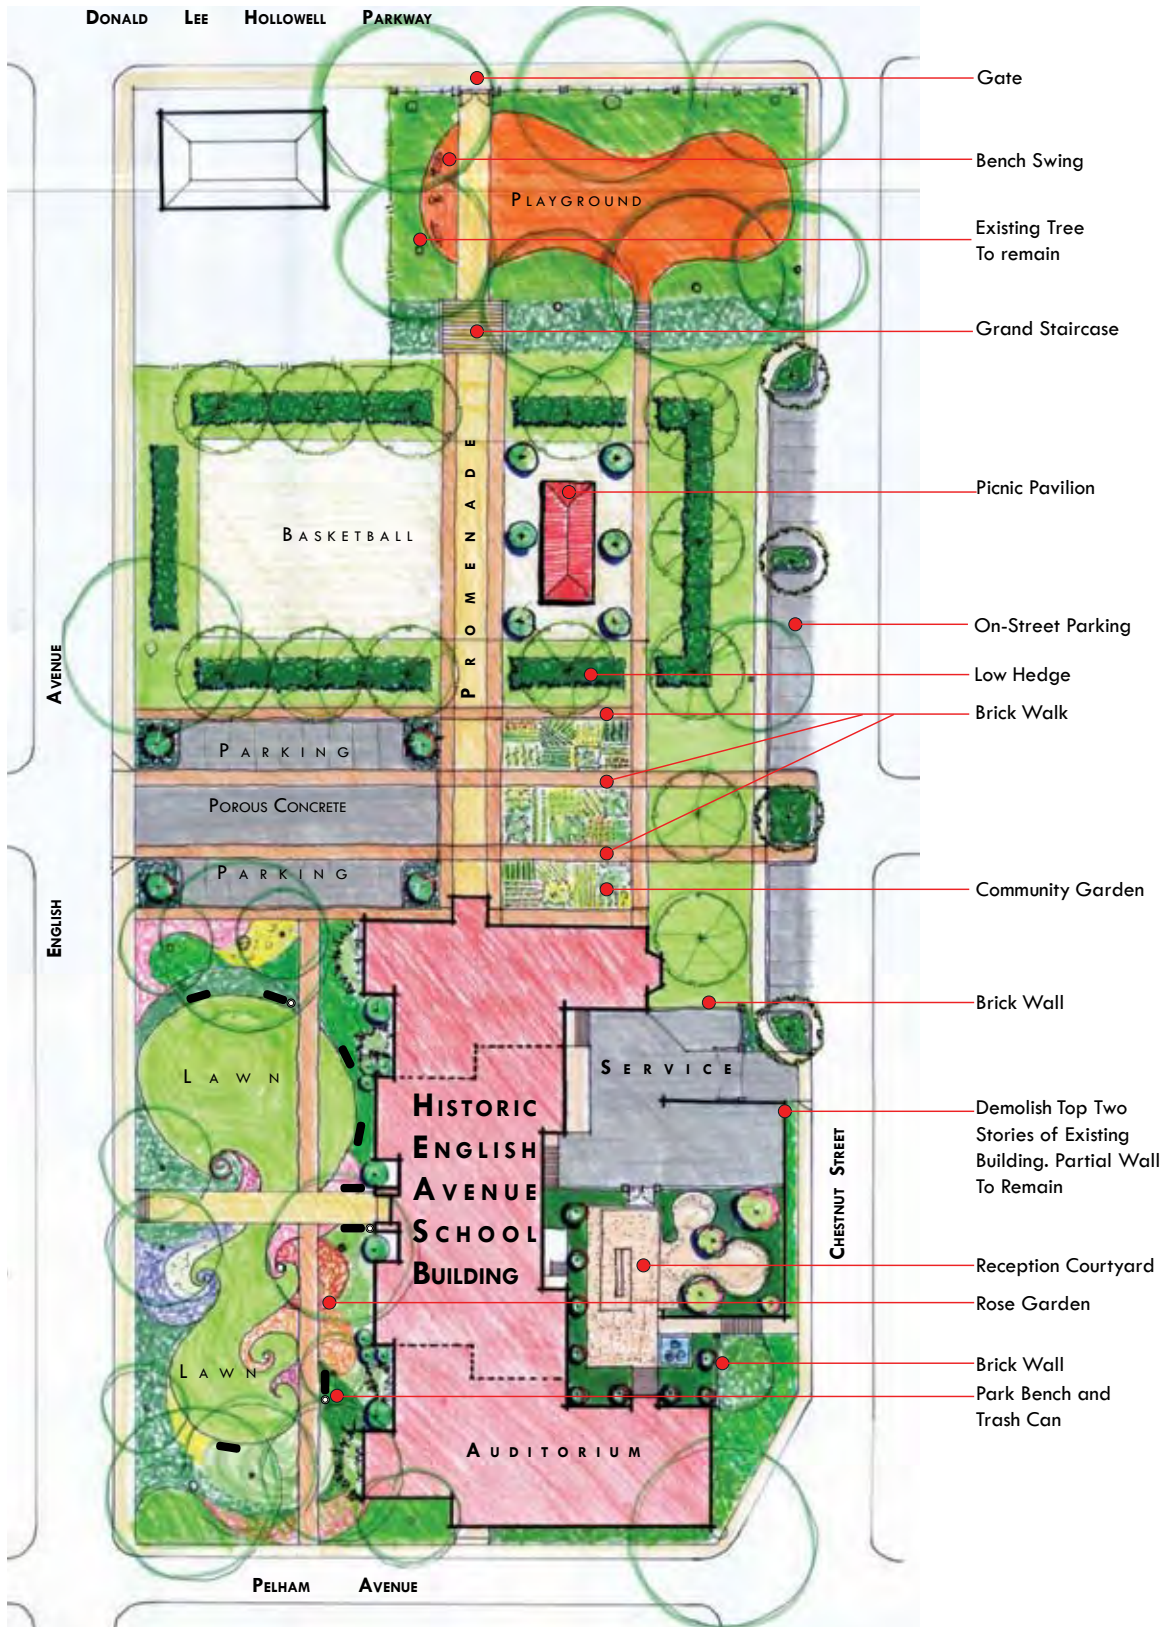 DONALD LEE HOLLOWELL PARKWAY
Gate
Bench Swing
PLAYGROUND
Existing Tree
To remain
Grand Staircase
PROMENADE
Picnic Pavilion
BASKETBALL
On-Street Parking
Low Hedge
AVENUE
Brick Walk
PARKING
POROUS CONCRETE
PARKING
Community Garden
ENGLISH
Brick Wall
LAWN
SERVICE
HISTORIC
ENGLISH
AVENUE
SCHOOL
BUILDING
Demolish Top Two
Stories of Existing
Building. Partial Wall
To Remain
CHESTNUT STREET
Reception Courtyard
Rose Garden
Brick Wall
LAWN
Park Bench and
Trash Can
AUDITORIUM
PELHAM AVENUE